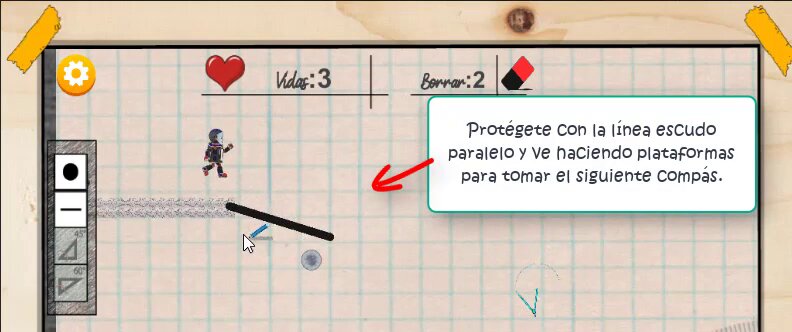 Vidas:3
Borrar:2
Protégete con la línea escudo
paralelo y ve haciendo plataformas
para tomar el siguiente compás.
45°
60°